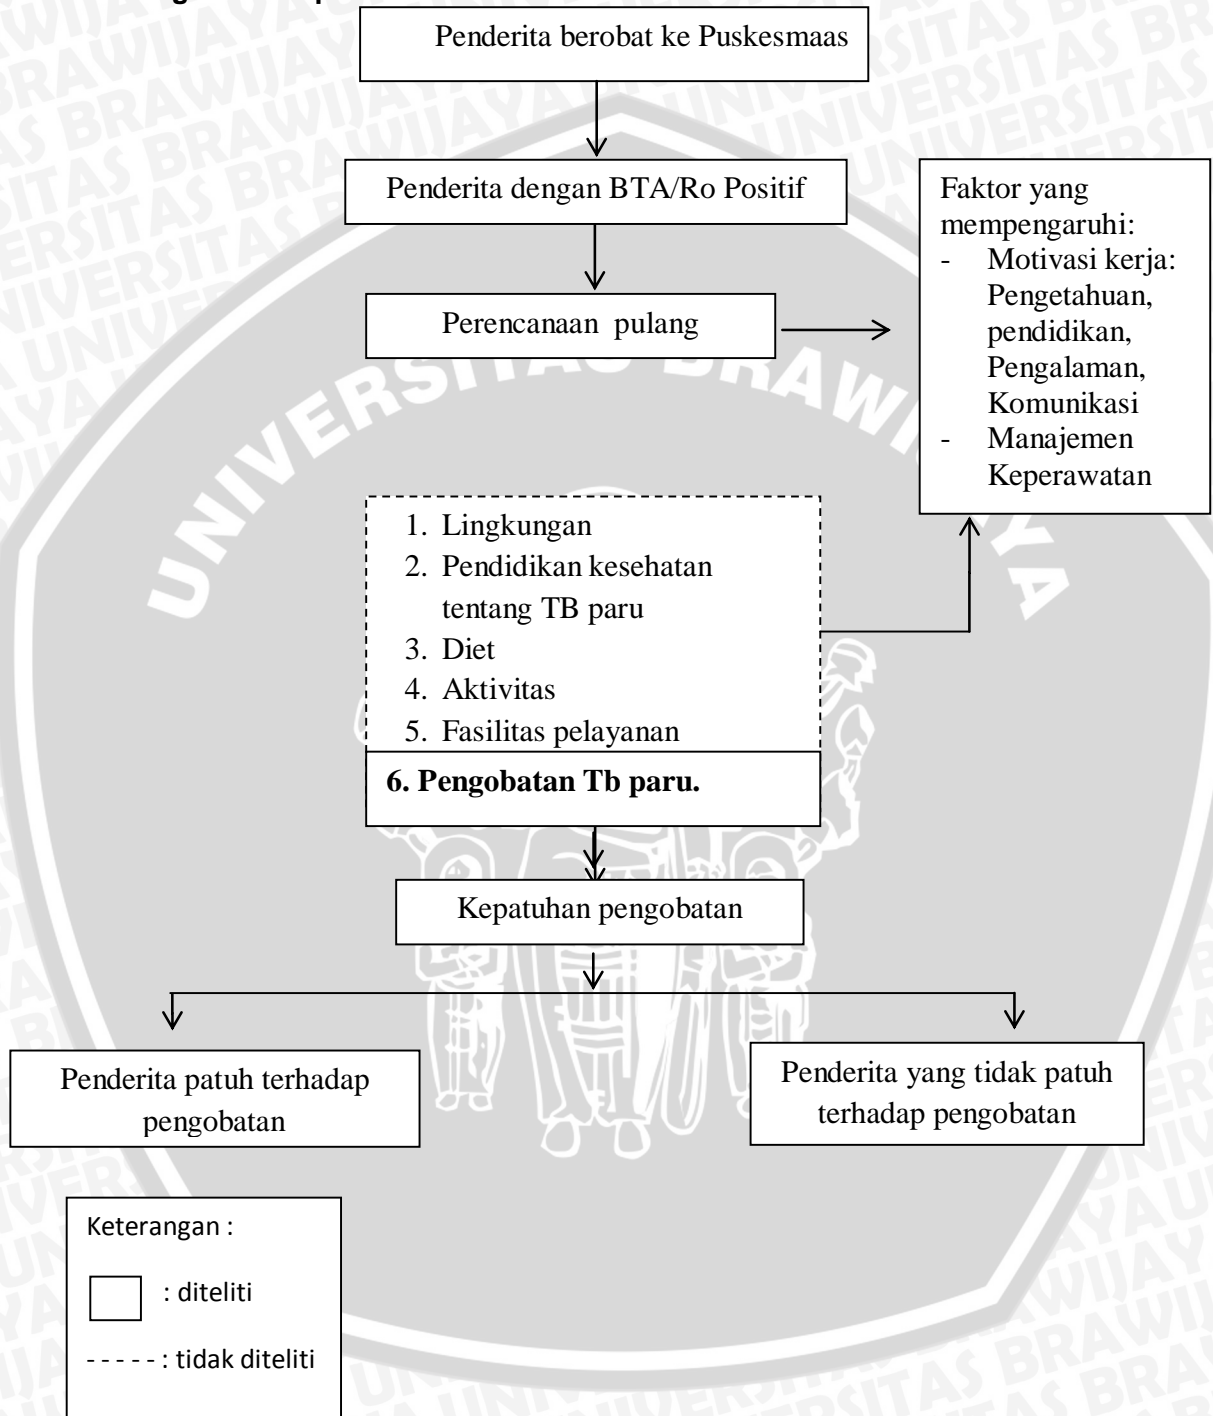 Penderita berobat ke Puskesmaas
Penderita dengan BTA/Ro Positif
Faktor yang
mempengaruhi:
- Motivasi kerja:
Pengetahuan,
pendidikan,
Pengalaman,
Komunikasi
- Manajemen
Keperawatan
Perencanaan pulang
1. Lingkungan
2. Pendidikan kesehatan
tentang TB paru
3. Diet
4. Aktivitas
5. Fasilitas pelayanan
6. Pengobatan Tb paru.
Kepatuhan pengobatan
Penderita patuh terhadap
pengobatan
Penderita yang tidak patuh
terhadap pengobatan
Keterangan :
: diteliti
- - - - - : tidak diteliti
UNIVERSITAS BRAWIJAYA